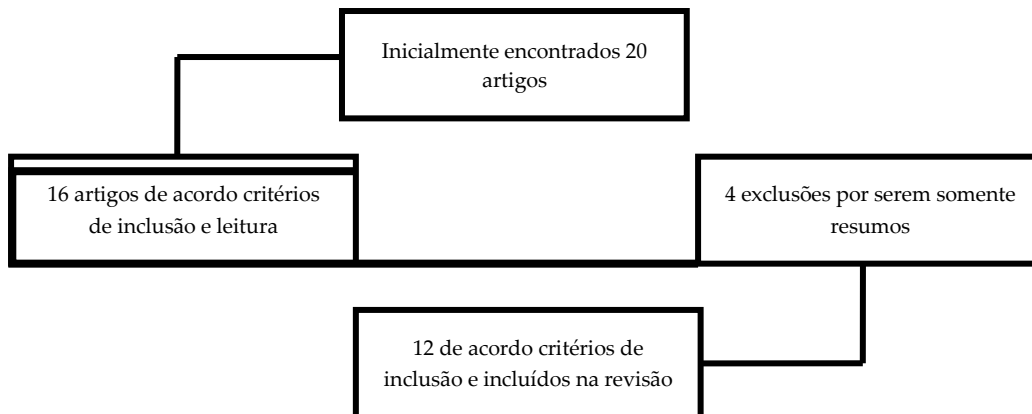 Inicialmente encontrados 20
artigos
16 artigos de acordo critérios
de inclusão e leitura
4 exclusões por serem somente
resumos
12 de acordo critérios de
inclusão e incluídos na revisão